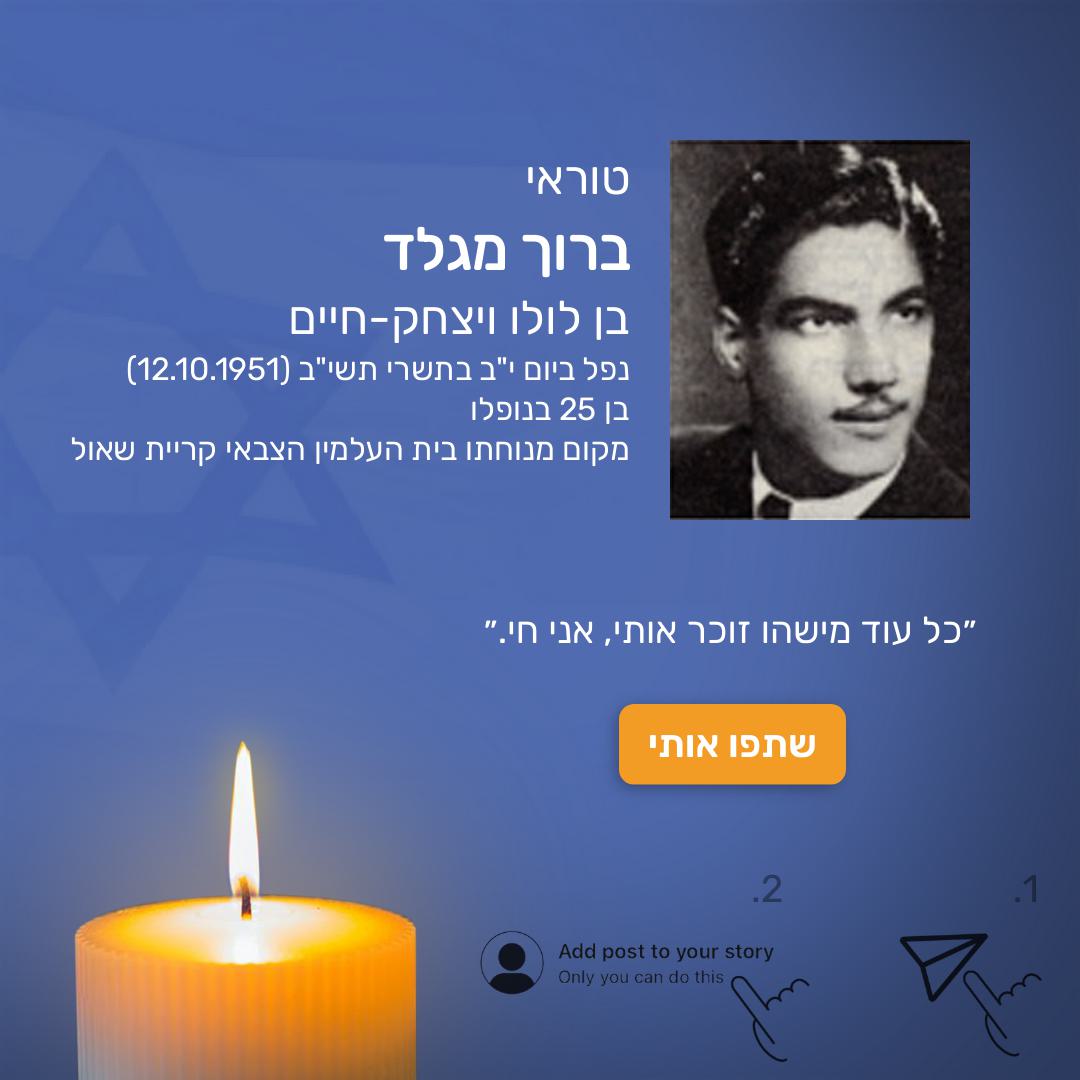 טוראי
ברוך מגלד
בן לולו ויצחק-חיים
נפל ביום י"ב בתשרי תשי"ב (12.10.1951)
בן 25 בנופלו
מקום מנוחתו בית העלמין הצבאי קריית שאול
״כל עוד מישהו זוכר אותי, אני חי.״
שתפו אותי
1.
2.
Add post to your story
Only you can do this